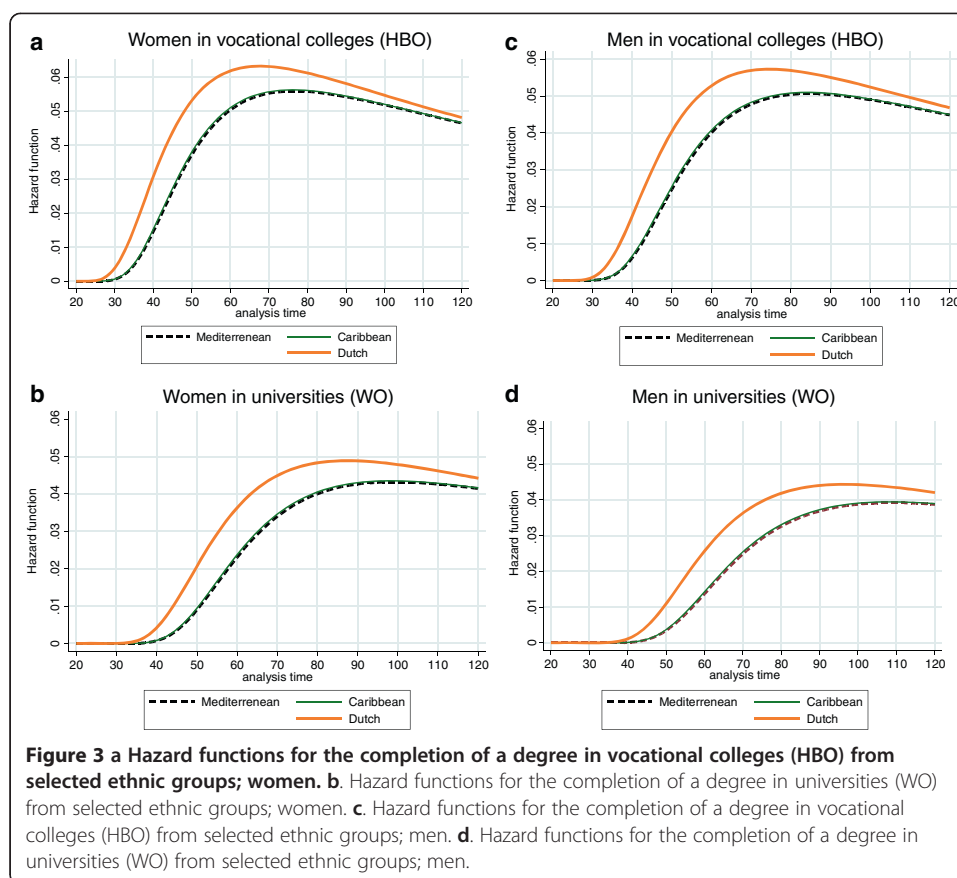 a
Women in vocational colleges (HBO)
Hazard function
0 .01 .02 .03 .04 .05 .06
20 30 40 50 60 70 80 90 100 110 120
analysis time
Mediterranean Caribbean
Dutch
c
Men in vocational colleges (HBO)
Hazard function
0 .01 .02 .03 .04 .05 .06
20 30 40 50 60 70 80 90 100 110 120
analysis time
Mediterranean Caribbean
Dutch
b
Women in universities (WO)
Hazard function
0 .01 .02 .03 .04 .05 .06
20 30 40 50 60 70 80 90 100 110 120
analysis time
Mediterranean Caribbean
Dutch
d
Men in universities (WO)
Hazard function
0 .01 .02 .03 .04 .05 .06
20 30 40 50 60 70 80 90 100 110 120
analysis time
Mediterranean Caribbean
Dutch
Figure 3 a Hazard functions for the completion of a degree in vocational colleges (HBO) from
selected ethnic groups; women. b. Hazard functions for the completion of a degree in universities (WO)
from selected ethnic groups; women. c. Hazard functions for the completion of a degree in vocational
colleges (HBO) from selected ethnic groups; men. d. Hazard functions for the completion of a degree in
universities (WO) from selected ethnic groups; men.